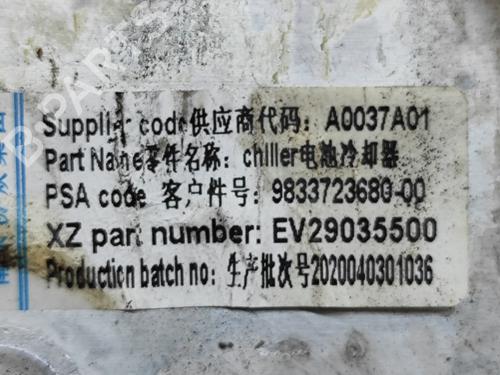 Supplier code供应商代码: A0037A01
Part Name零件名称: chiller电池冷却器
PSA code 客户件号: 9833723680-00
XZ part number: EV29035500
Production batch no: 生产批次号2020040301036